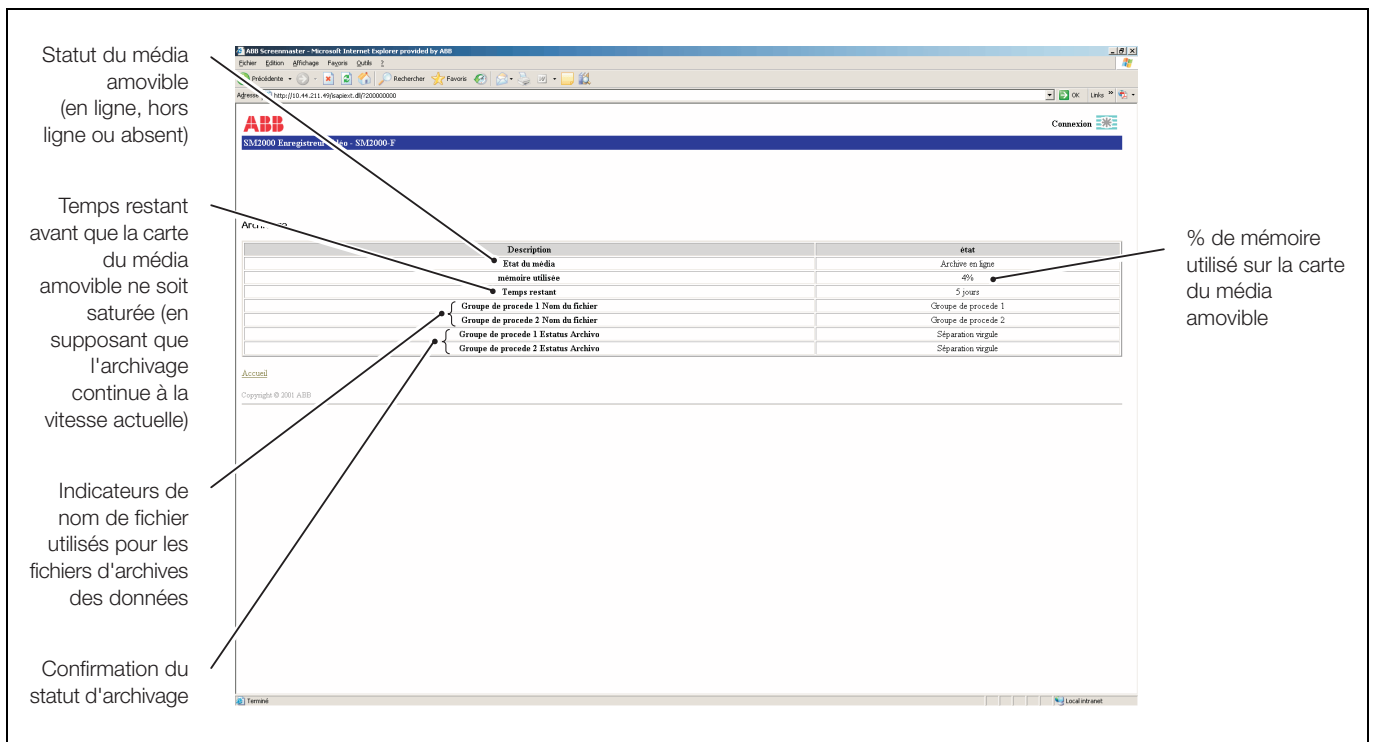 Statut du média
amovible
(en ligne, hors
ligne ou absent)
Temps restant
avant que la carte
du média
amovible ne soit
saturée (en
supposant que
l'archivage
continue à la
vitesse actuelle)
Indicateurs de
nom de fichier
utilisés pour les
fichiers d'archives
des données
Confirmation du
statut d'archivage
ABB Screenmaster - Microsoft Internet Explorer provided by ABB
Fichier Edition Affichage Favoris Outils ?
Précédente Rechercher Favoris
Adresse http://10.44.211.49/isapiext.dll/?200000000 OK Links »
ABB
Connexion
SM2000 Enregistreur - SM2000-F
Description état
Etat du média Archive en ligne
mémoire utilisée 4%
Temps restant 5 jours
Groupe de procede 1 Nom du fichier Groupe de procede 1
Groupe de procede 2 Nom du fichier Groupe de procede 2
Groupe de procede 1 Estatus Archivo Séparation virgule
Groupe de procede 2 Estatus Archivo Séparation virgule
Accueil
Copyright © 2001 ABB
Terminé Local intranet
% de mémoire
utilisé sur la carte
du média
amovible